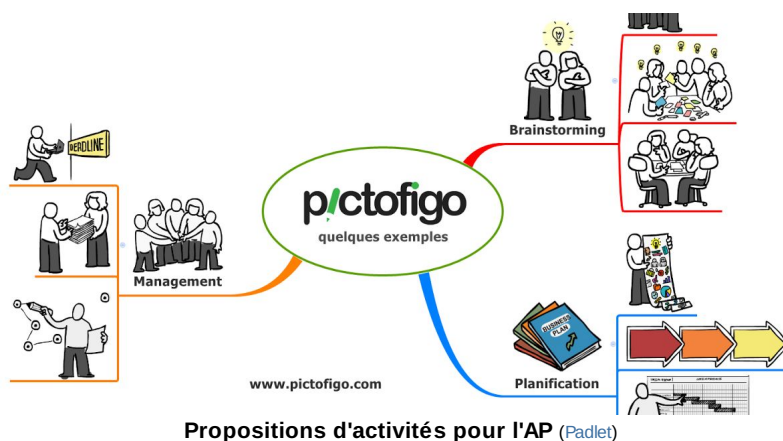 Brainstorming
DEADLINE
pictofigo
quelques exemples
Management
BUSINESS
PLAN
Planification
www.pictofigo.com
Propositions d'activités pour l'AP (Padlet)